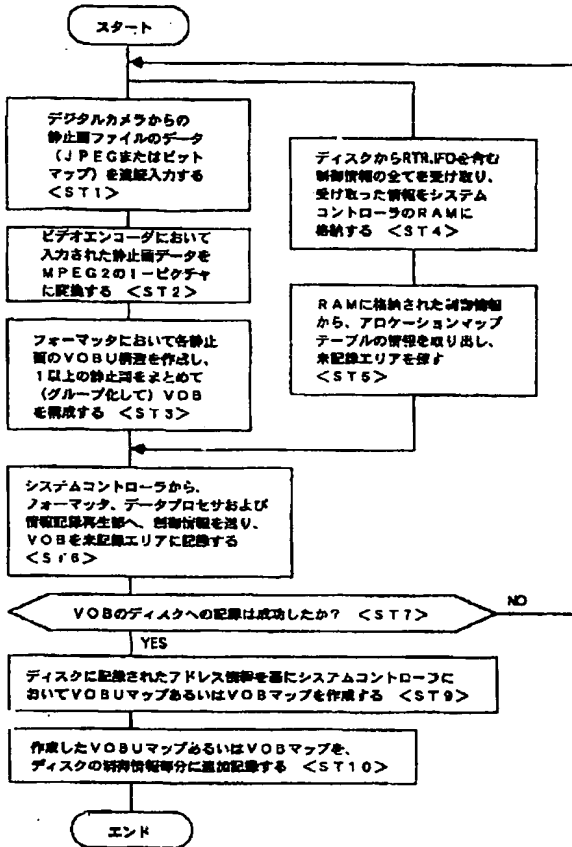 スタート
デジタルカメラからの
静止画ファイルのデータ
（JPEGまたはビット
マップ）を連続入力する
＜ST1＞
ビデオエンコーダにおいて
入力された静止画データを
MPEG2のI－ピクチャ
に変換する ＜ST2＞
フォーマッタにおいて各静止
画のVOBU構造を作成し、
1以上の静止画をまとめて
（グループ化して）VOB
を構成する ＜ST3＞
ディスクからRTR.IFOを含む
制御情報の全てを受け取り、
受け取った情報をシステム
コントローラのRAMに
格納する ＜ST4＞
RAMに格納された制御情報
から、アロケーションマップ
テーブルの情報を取り出し、
未記録エリアを探す
＜ST5＞
システムコントローラから、
フォーマッタ、データプロセサおよび
情報記録再生部へ、制御情報を送り、
VOBを未記録エリアに記録する
＜ST6＞
VOBのディスクへの記録は成功したか？ ＜ST7＞
NO
YES
ディスクに記録されたアドレス情報を基にシステムコントローラに
おいてVOBUマップあるいはVOBマップを作成する ＜ST9＞
作成したVOBUマップあるいはVOBマップを、
ディスクの制御情報部分に追加記録する ＜ST10＞
エンド